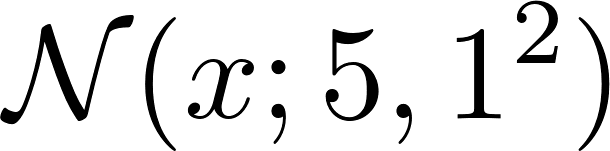 𝒩(x; 5, 1²)